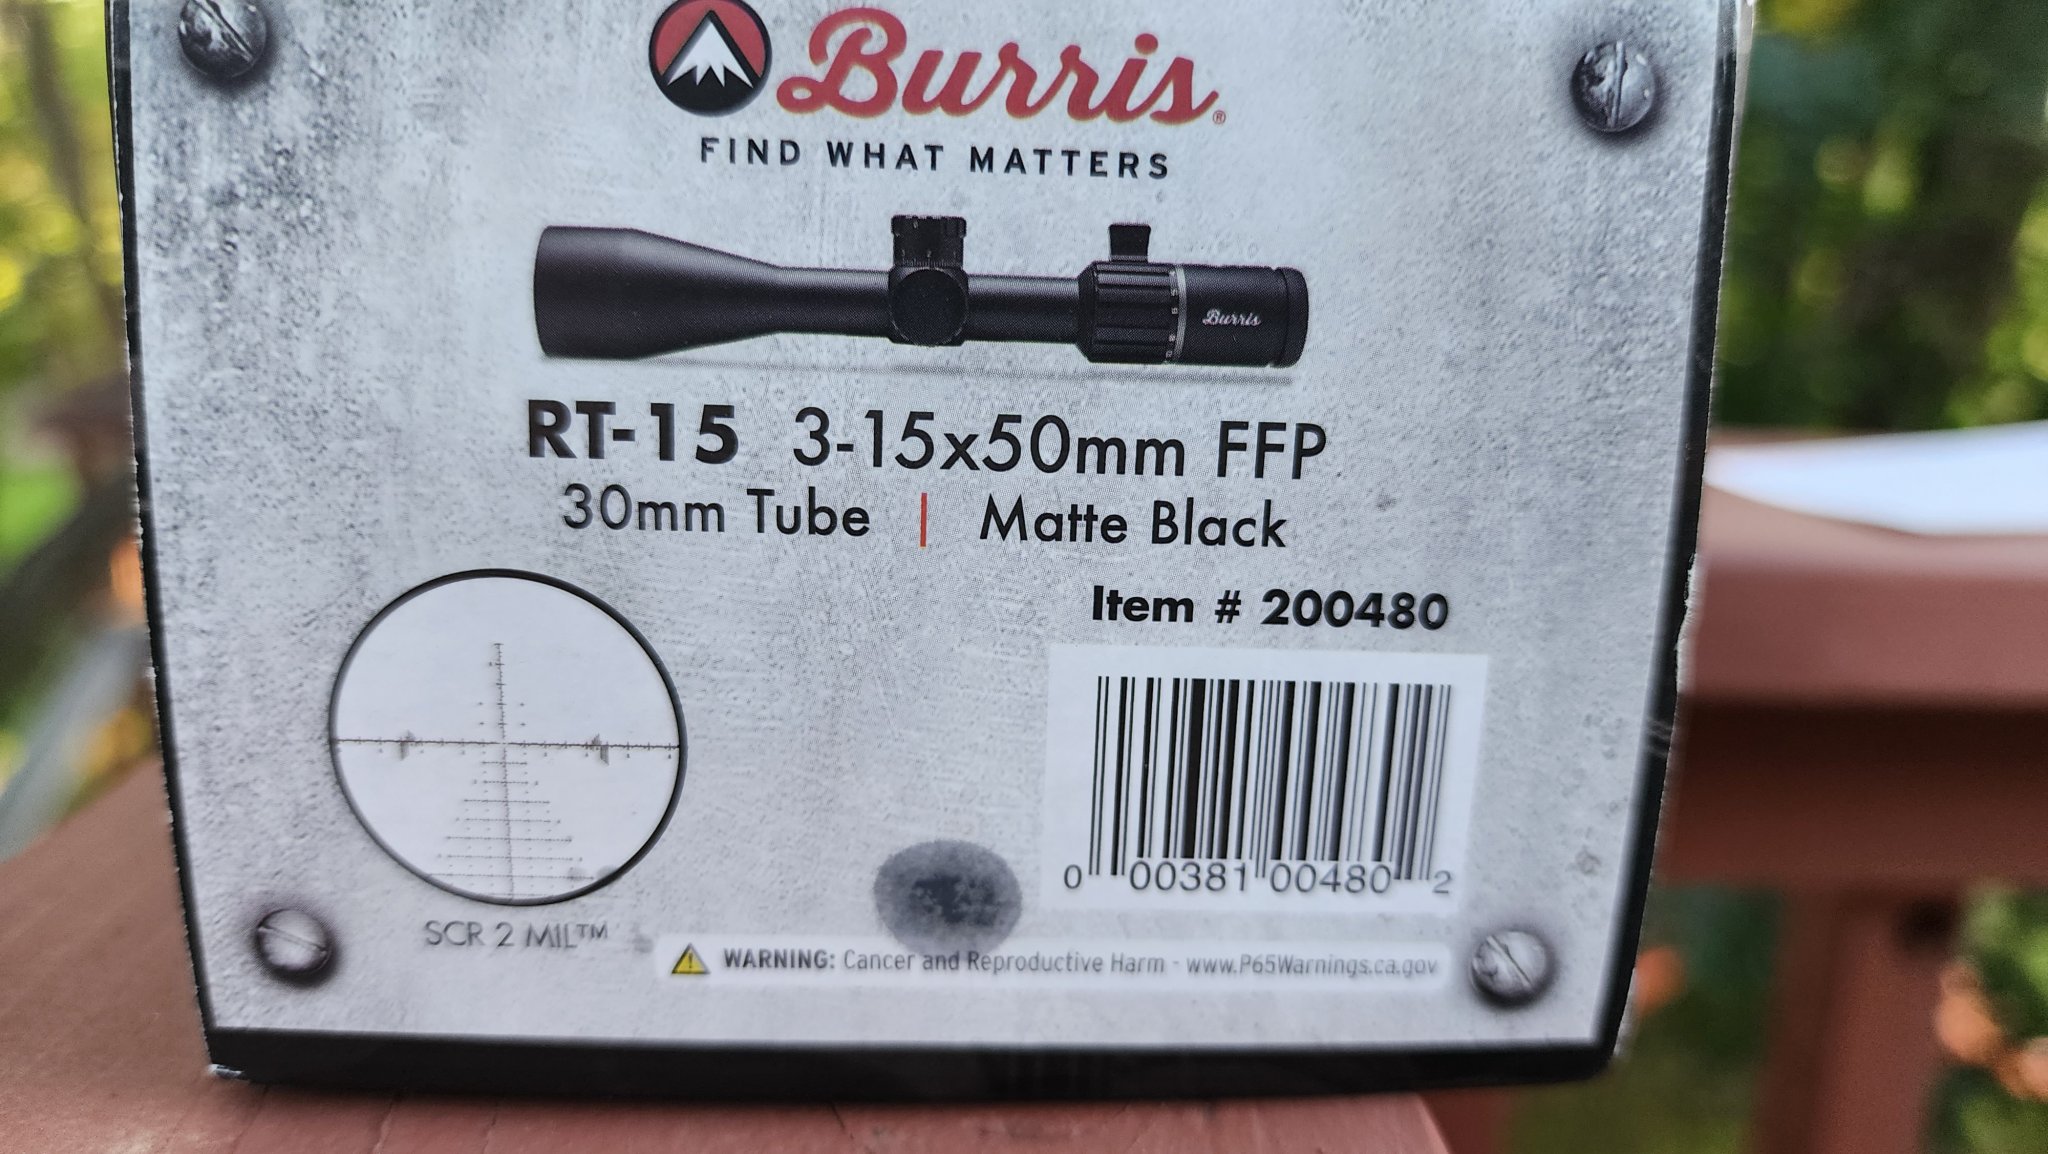 Burris®
FIND WHAT MATTERS
Burris
RT-15 3-15x50mm FFP
30mm Tube | Matte Black
Item # 200480
0 00381 00480 2
SCR 2 MIL™
WARNING: Cancer and Reproductive Harm - www.P65Warnings.ca.gov